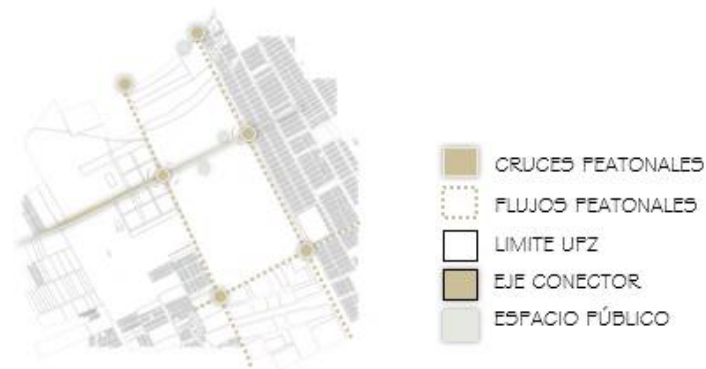 CRUCES PEATONALES
FLUJOS PEATONALES
LIMITE UPZ
EJE CONECTOR
ESPACIO PÚBLICO